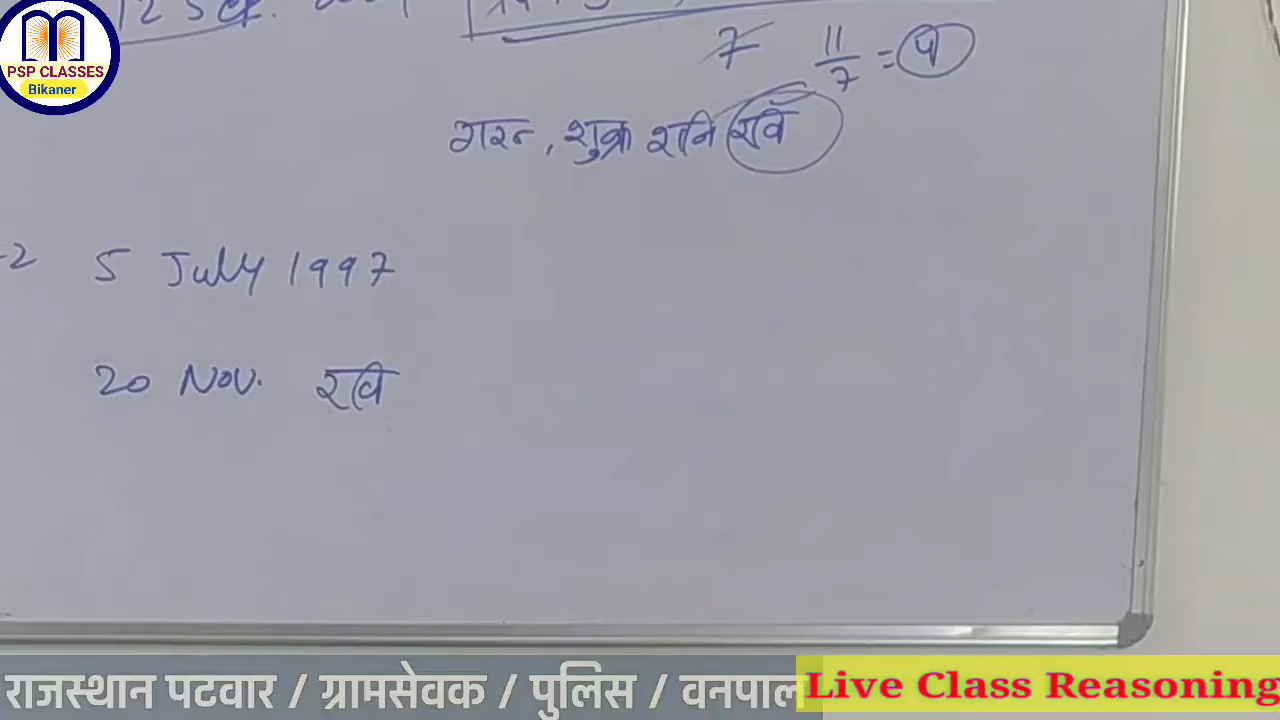 PSP CLASSES
Bikaner
7 11/7 = 4
शुक्र शनि रवि
-2 5 July 1997
20 Nov. रवि
राजस्थान पटवार / ग्रामसेवक / पुलिस / वनपाल
Live Class Reasoning